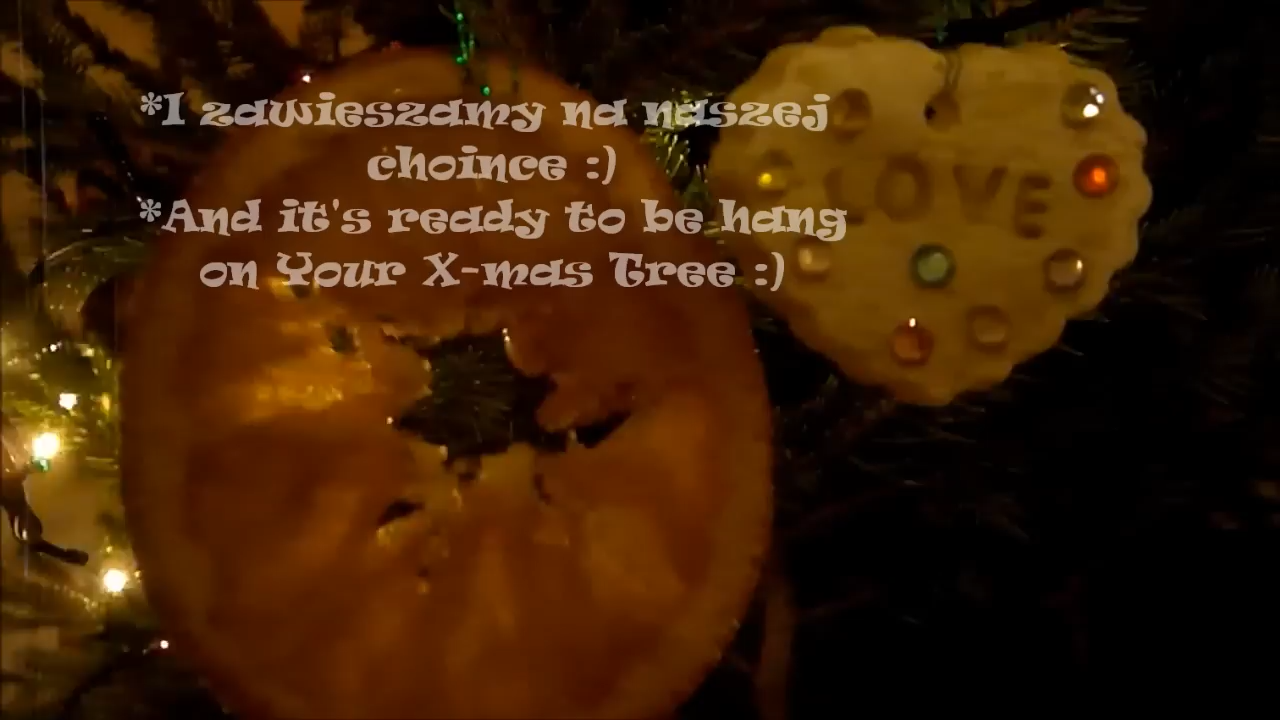 *I zawieszamy na naszej
choince :)
*And it's ready to be hang
on Your X-mas Tree :)
LOVE